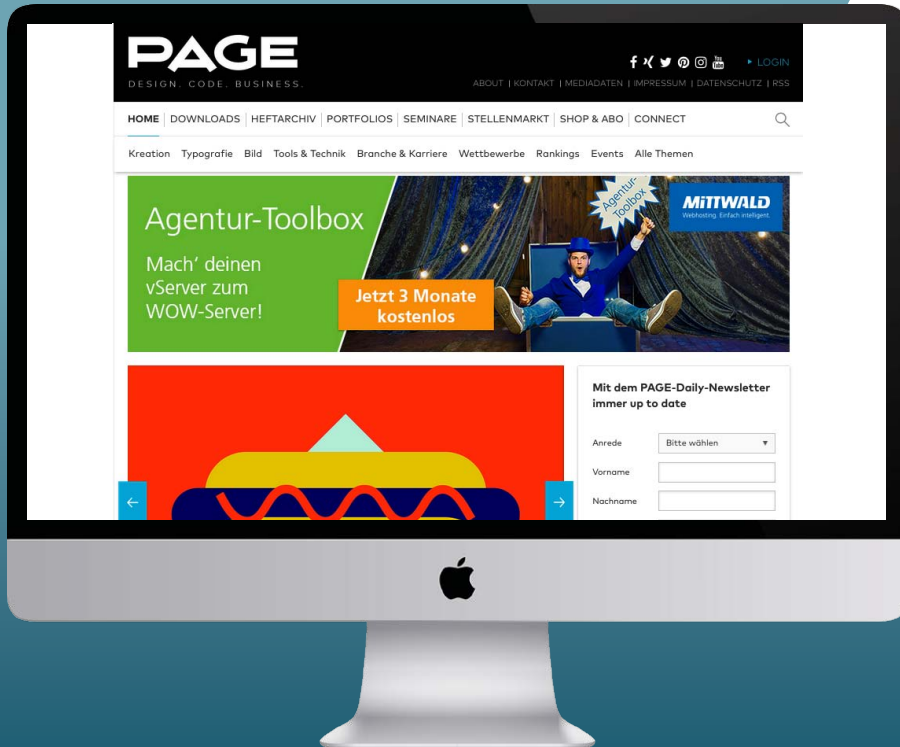 PAGE
DESIGN. CODE. BUSINESS.
LOGIN
ABOUT | KONTAKT | MEDIADATEN | IMPRESSUM | DATENSCHUTZ | RSS
HOME | DOWNLOADS | HEFTARCHIV | PORTFOLIOS | SEMINARE | STELLENMARKT | SHOP & ABO | CONNECT
Kreation Typografie Bild Tools & Technik Branche & Karriere Wettbewerbe Rankings Events Alle Themen
Agentur-Toolbox
Mach’ deinen
vServer zum
WOW-Server!
Jetzt 3 Monate
kostenlos
Agentur-
Toolbox
MITTWALD
Webhosting. Einfach intelligent.
Mit dem PAGE-Daily-Newsletter
immer up to date
Anrede Bitte wählen
Vorname
Nachname